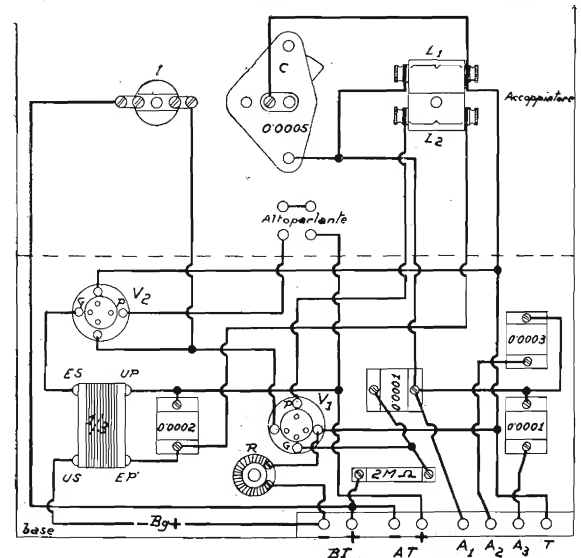 L1
1
C
Accoppiatore
0'0005
L2
Altoparlante
V2
G
P
0'0003
ES
UP
V1
0'0001
P
1/3
0'0002
0'0001
G
R
US
EP
2MΩ
-Bg+
- + - +
A1
A2
A3
T
base
BT
AT